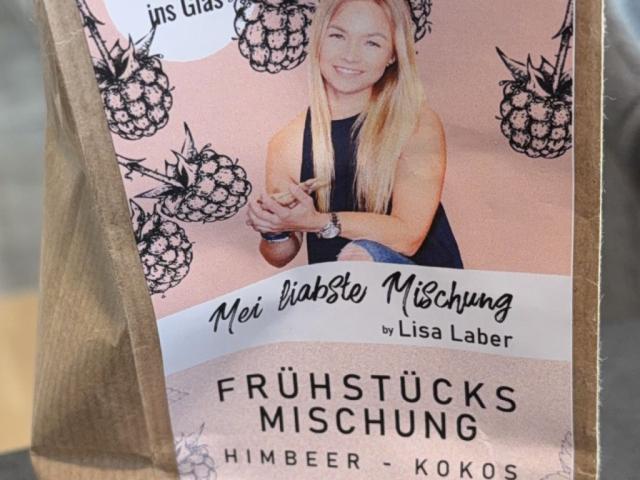 ins Glas
Mei liabste Mischung
by Lisa Laber
FRÜHSTÜCKS
MISCHUNG
HIMBEER - KOKOS